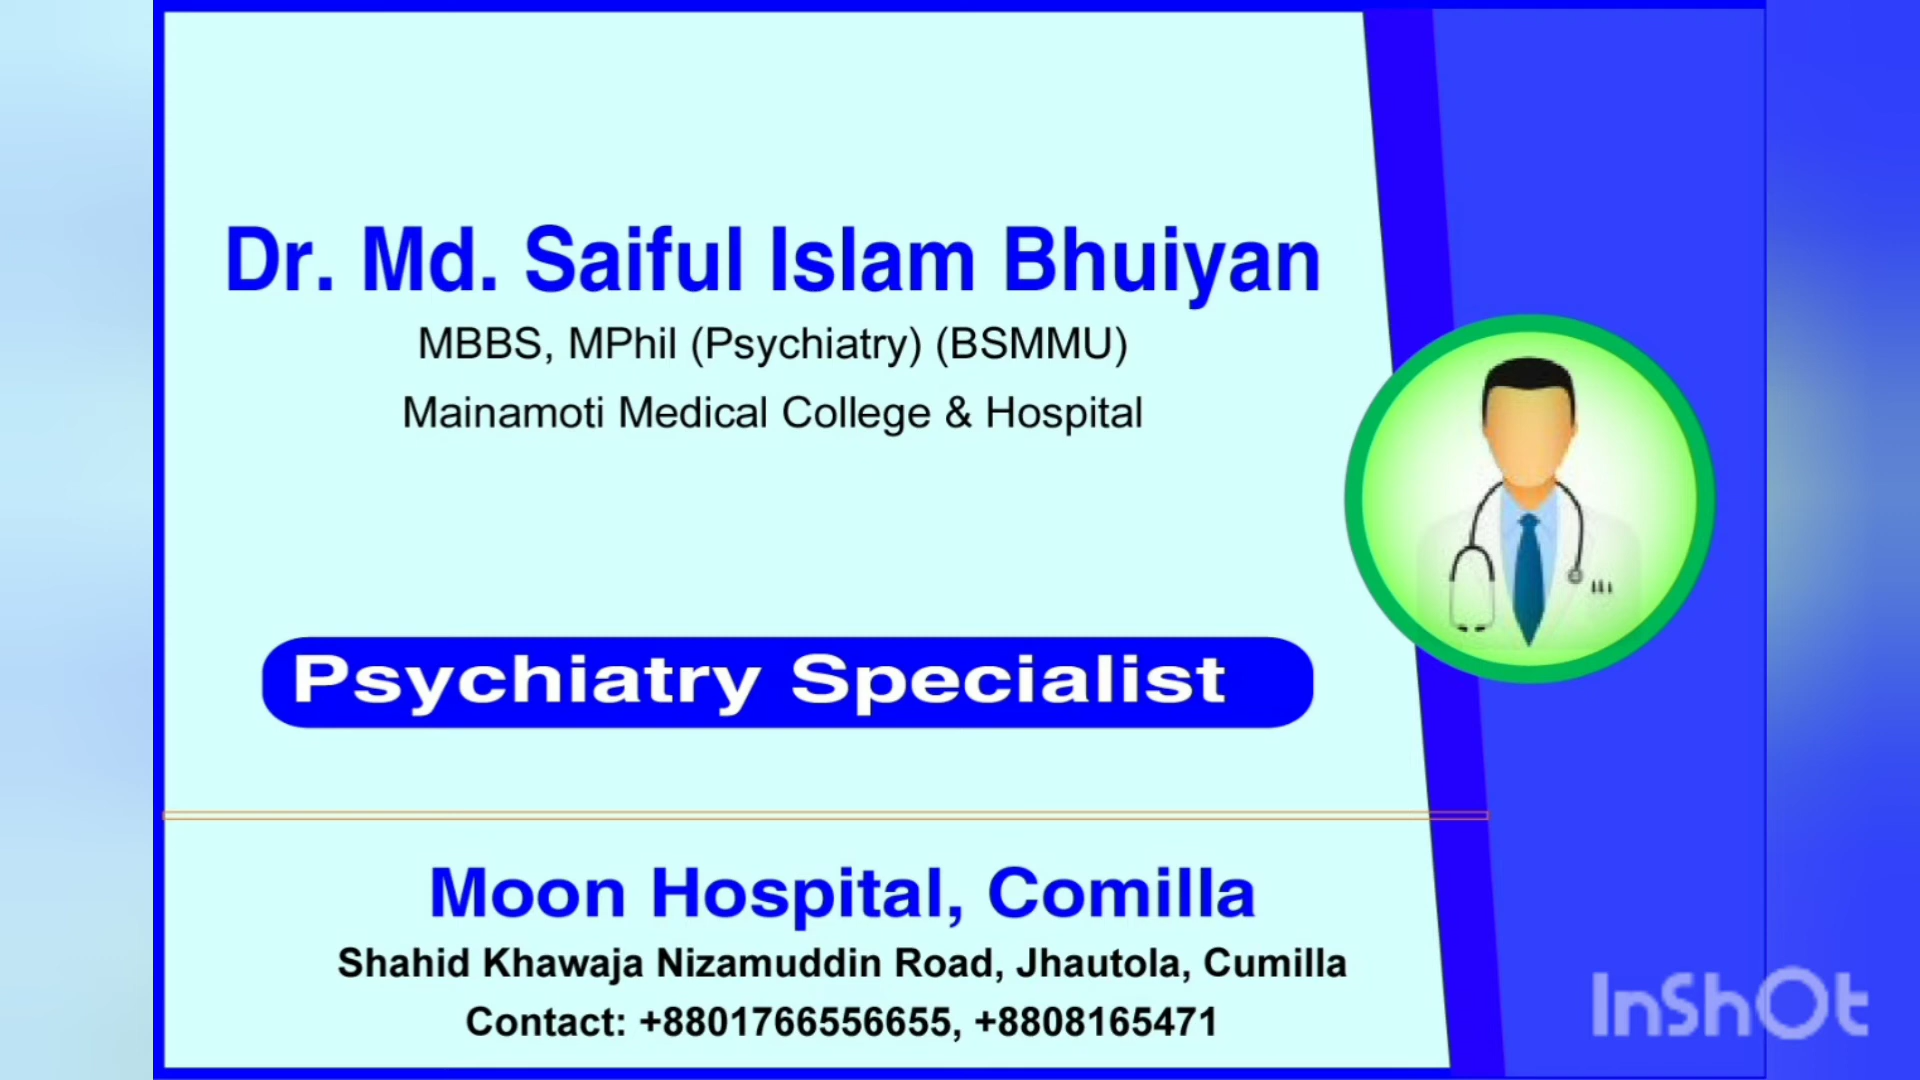 Dr. Md. Saiful Islam Bhuiyan
MBBS, MPhil (Psychiatry) (BSMMU)
Mainamoti Medical College & Hospital
Psychiatry Specialist
Moon Hospital, Comilla
Shahid Khawaja Nizamuddin Road, Jhautola, Cumilla
Contact: +8801766556655, +8808165471
InShOt